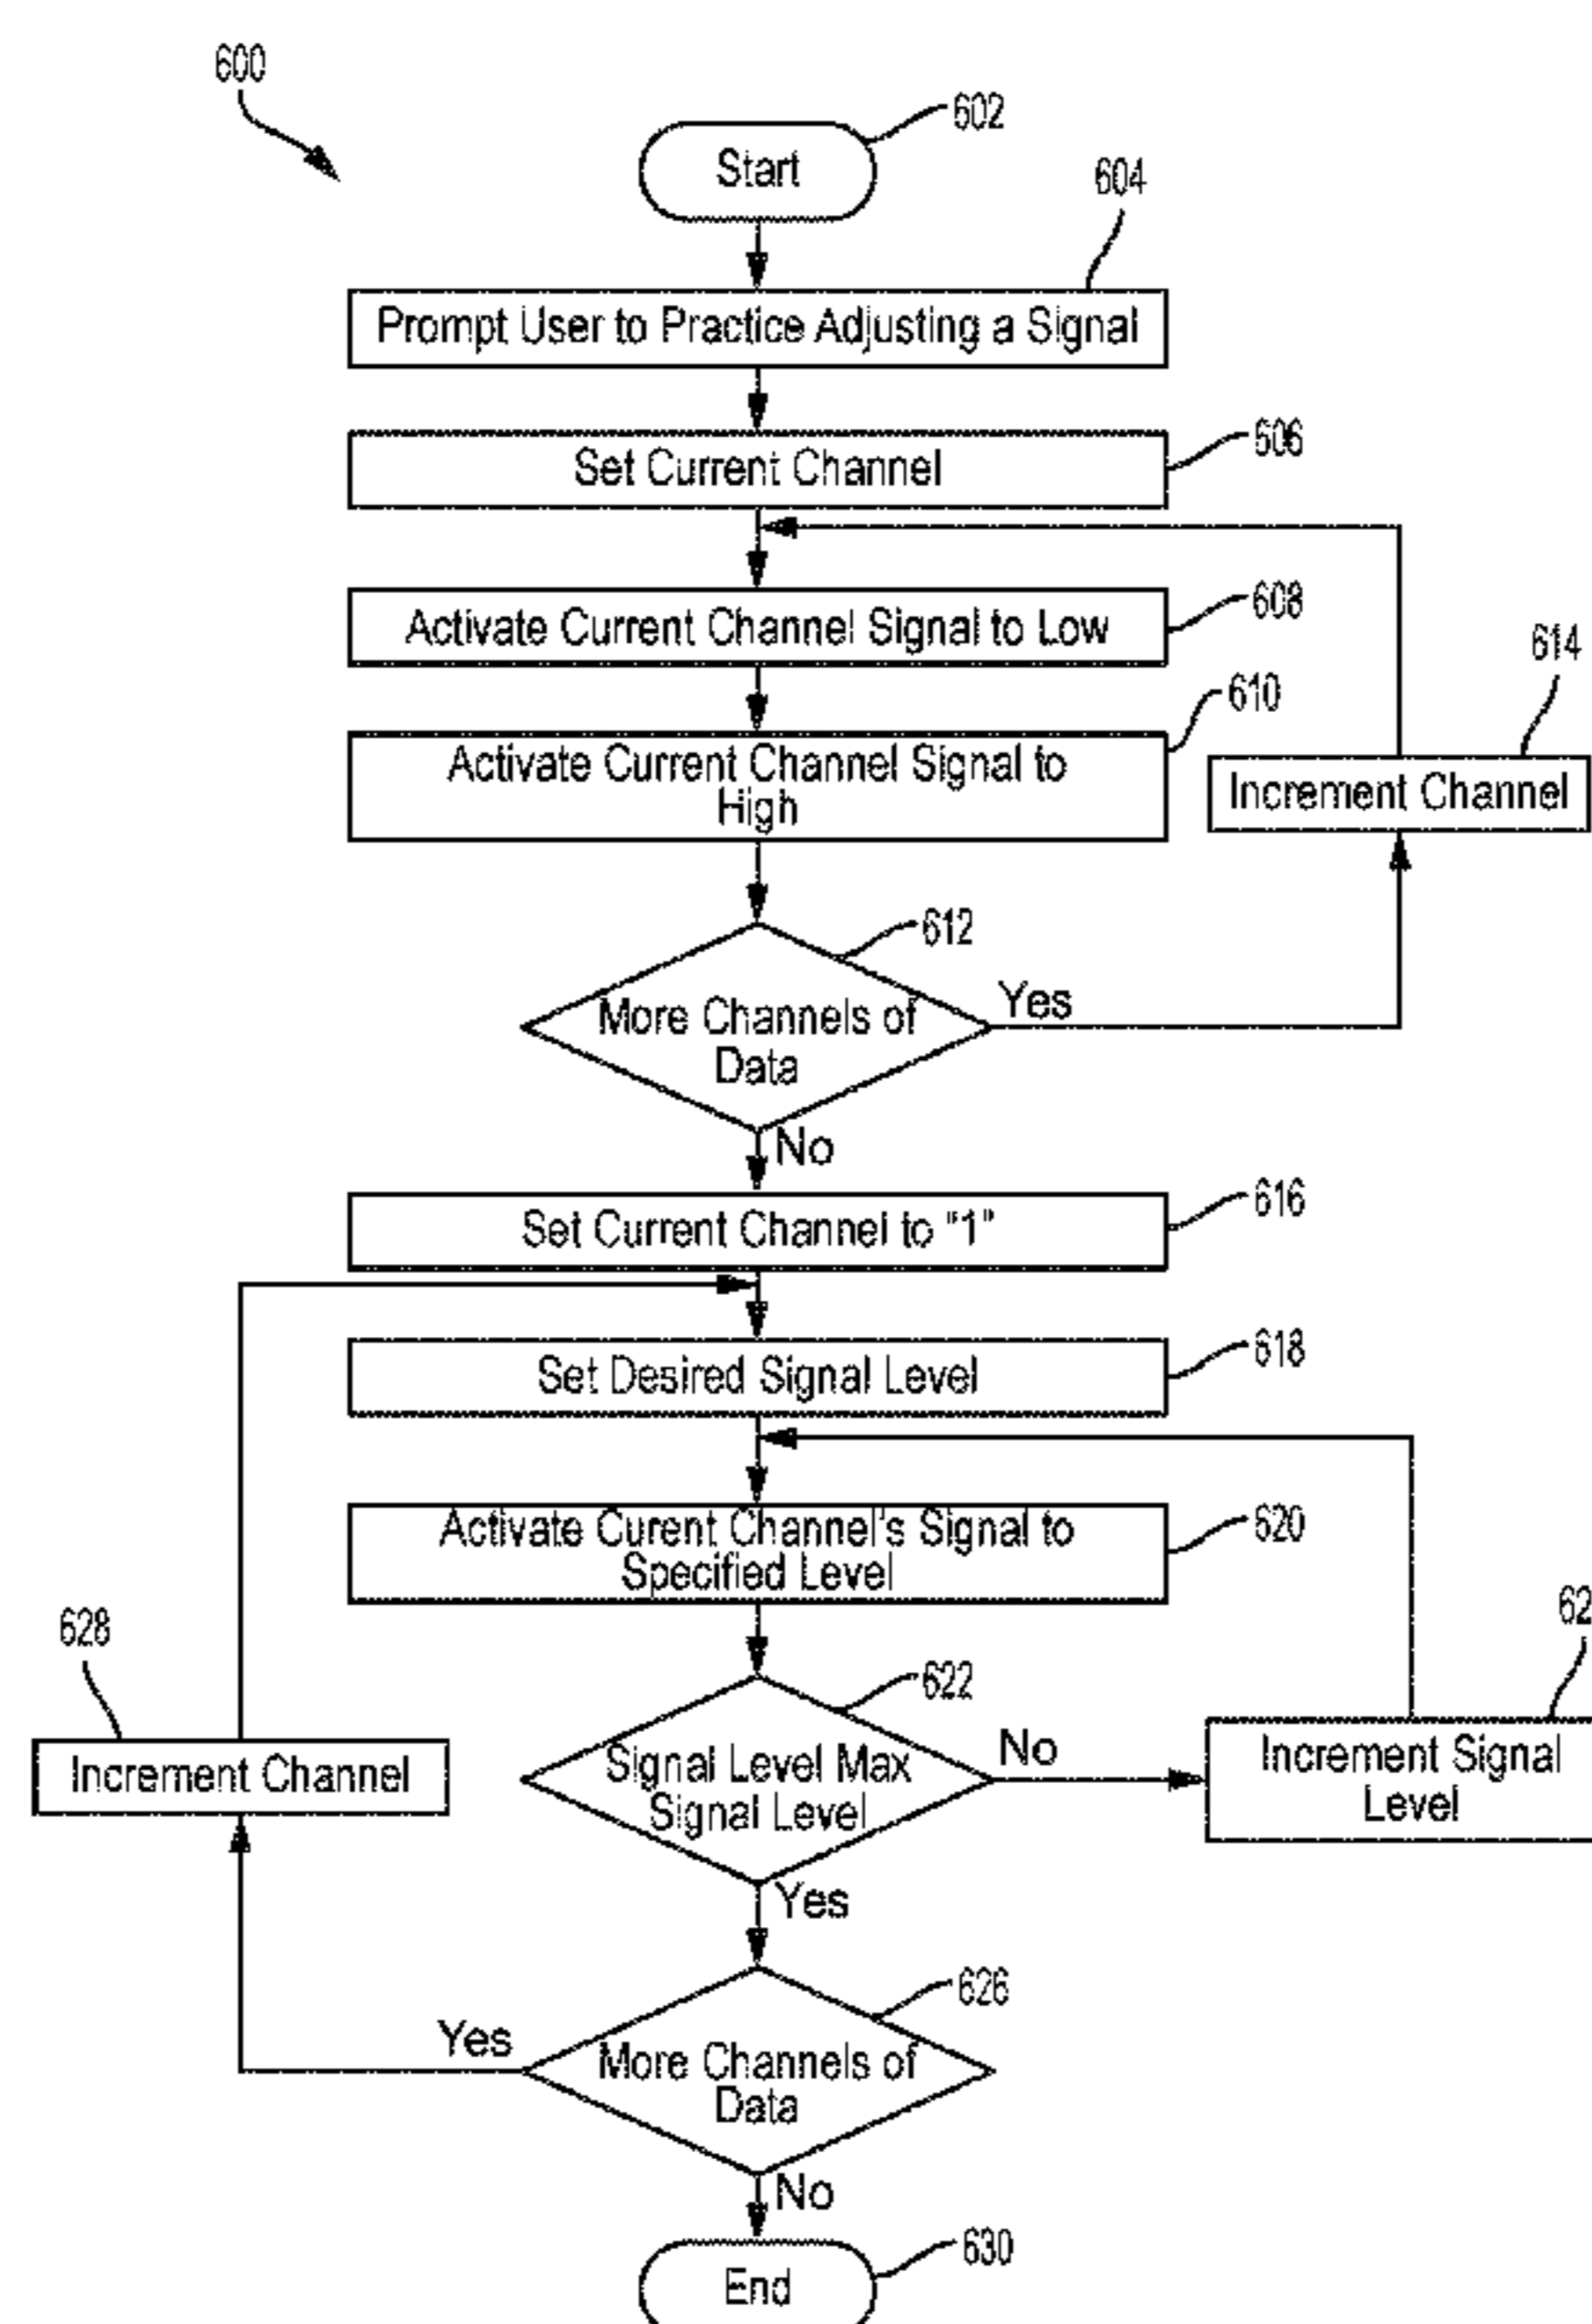 600
602
Start
604
Prompt User to Practice Adjusting a Signal
606
Set Current Channel
608
Activate Current Channel Signal to Low
614
610
Activate Current Channel Signal to
High
Increment Channel
612
More Channels of
Data
Yes
No
616
Set Current Channel to "1"
618
Set Desired Signal Level
620
Activate Curent Channel's Signal to
Specified Level
62
628
622
Signal Level Max
Signal Level
No
Increment Signal
Level
Increment Channel
Yes
626
More Channels of
Data
Yes
No
630
End